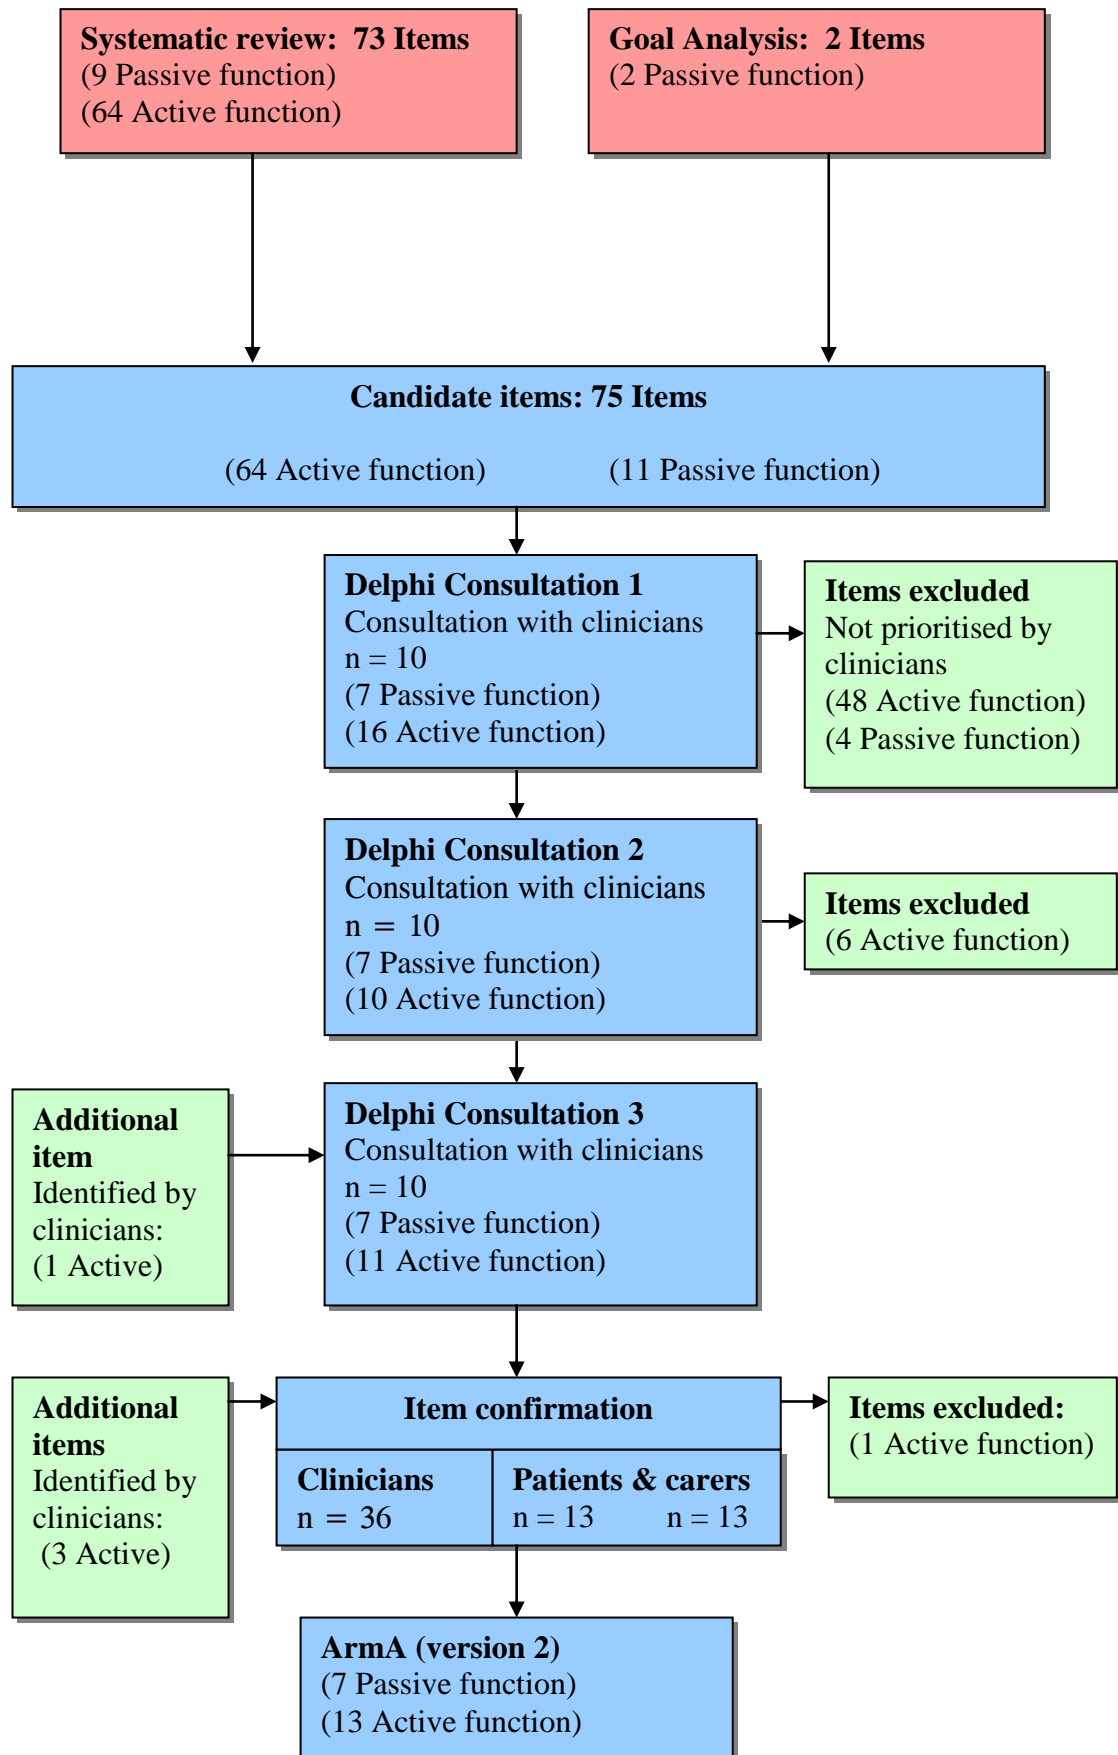 Systematic review: 73 Items
(9 Passive function)
(64 Active function)
Goal Analysis: 2 Items
(2 Passive function)
Candidate items: 75 Items
(64 Active function) (11 Passive function)
Delphi Consultation 1
Consultation with clinicians
n = 10
(7 Passive function)
(16 Active function)
Items excluded
Not prioritised by
clinicians
(48 Active function)
(4 Passive function)
Delphi Consultation 2
Consultation with clinicians
n = 10
(7 Passive function)
(10 Active function)
Items excluded
(6 Active function)
Additional
item
Identified by
clinicians:
(1 Active)
Delphi Consultation 3
Consultation with clinicians
n = 10
(7 Passive function)
(11 Active function)
Additional
items
Identified by
clinicians:
(3 Active)
Item confirmation
Clinicians
n = 36
Patients & carers
n = 13 n = 13
Items excluded:
(1 Active function)
ArmA (version 2)
(7 Passive function)
(13 Active function)